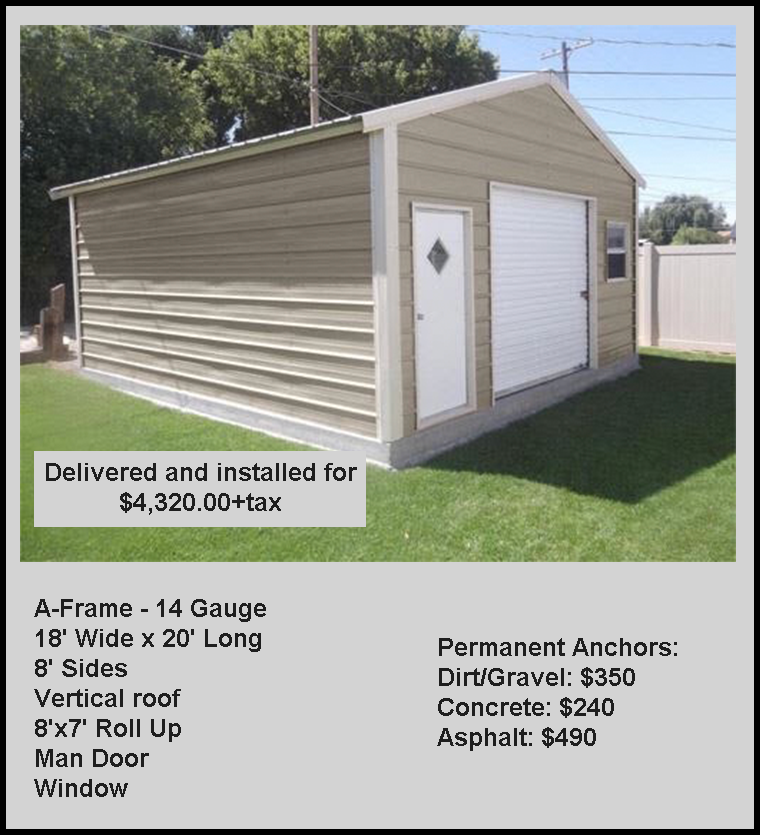 Delivered and installed for
$4,320.00+tax
A-Frame - 14 Gauge
18' Wide x 20' Long
8' Sides
Vertical roof
8'x7' Roll Up
Man Door
Window
Permanent Anchors:
Dirt/Gravel: $350
Concrete: $240
Asphalt: $490